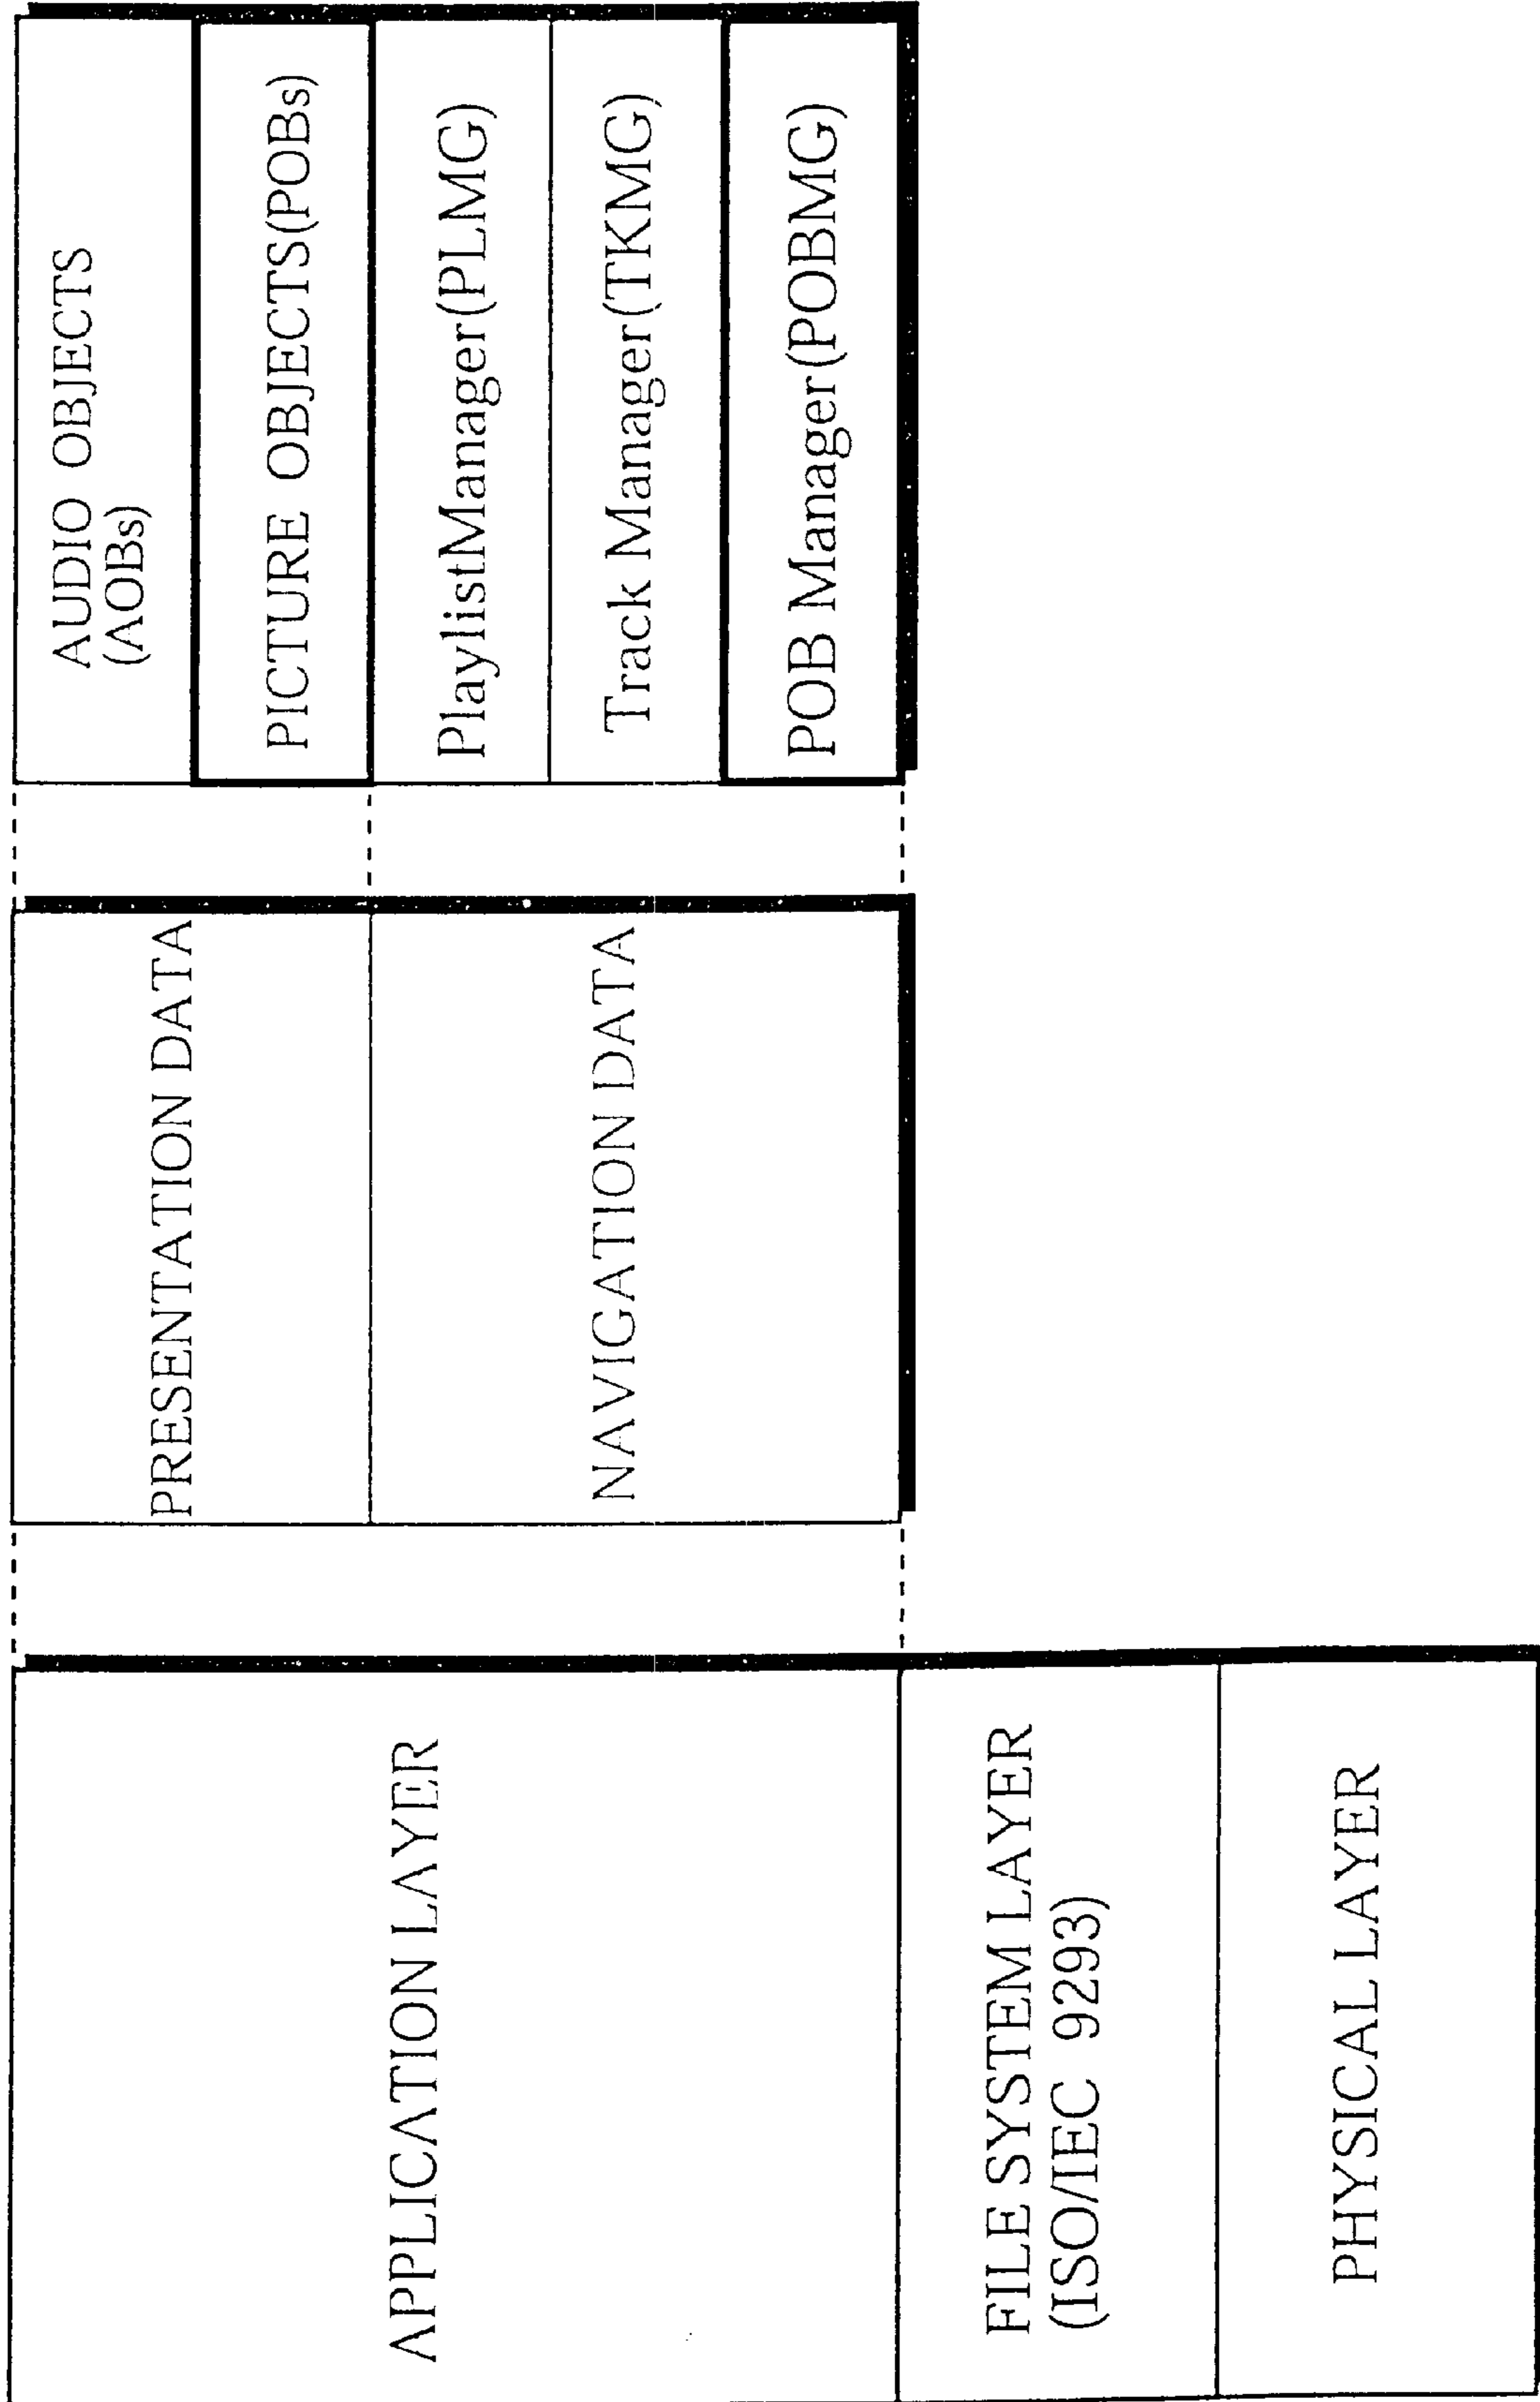 APPLICATION LAYER
FILE SYSTEM LAYER
(ISO/IEC 9293)
PHYSICAL LAYER
PRESENTATION DATA
NAVIGATION DATA
AUDIO OBJECTS
(AOBs)
PICTURE OBJECTS(POBs)
PlaylistManager(PLMG)
Track Manager(TKMG)
POB Manager(POBMG)